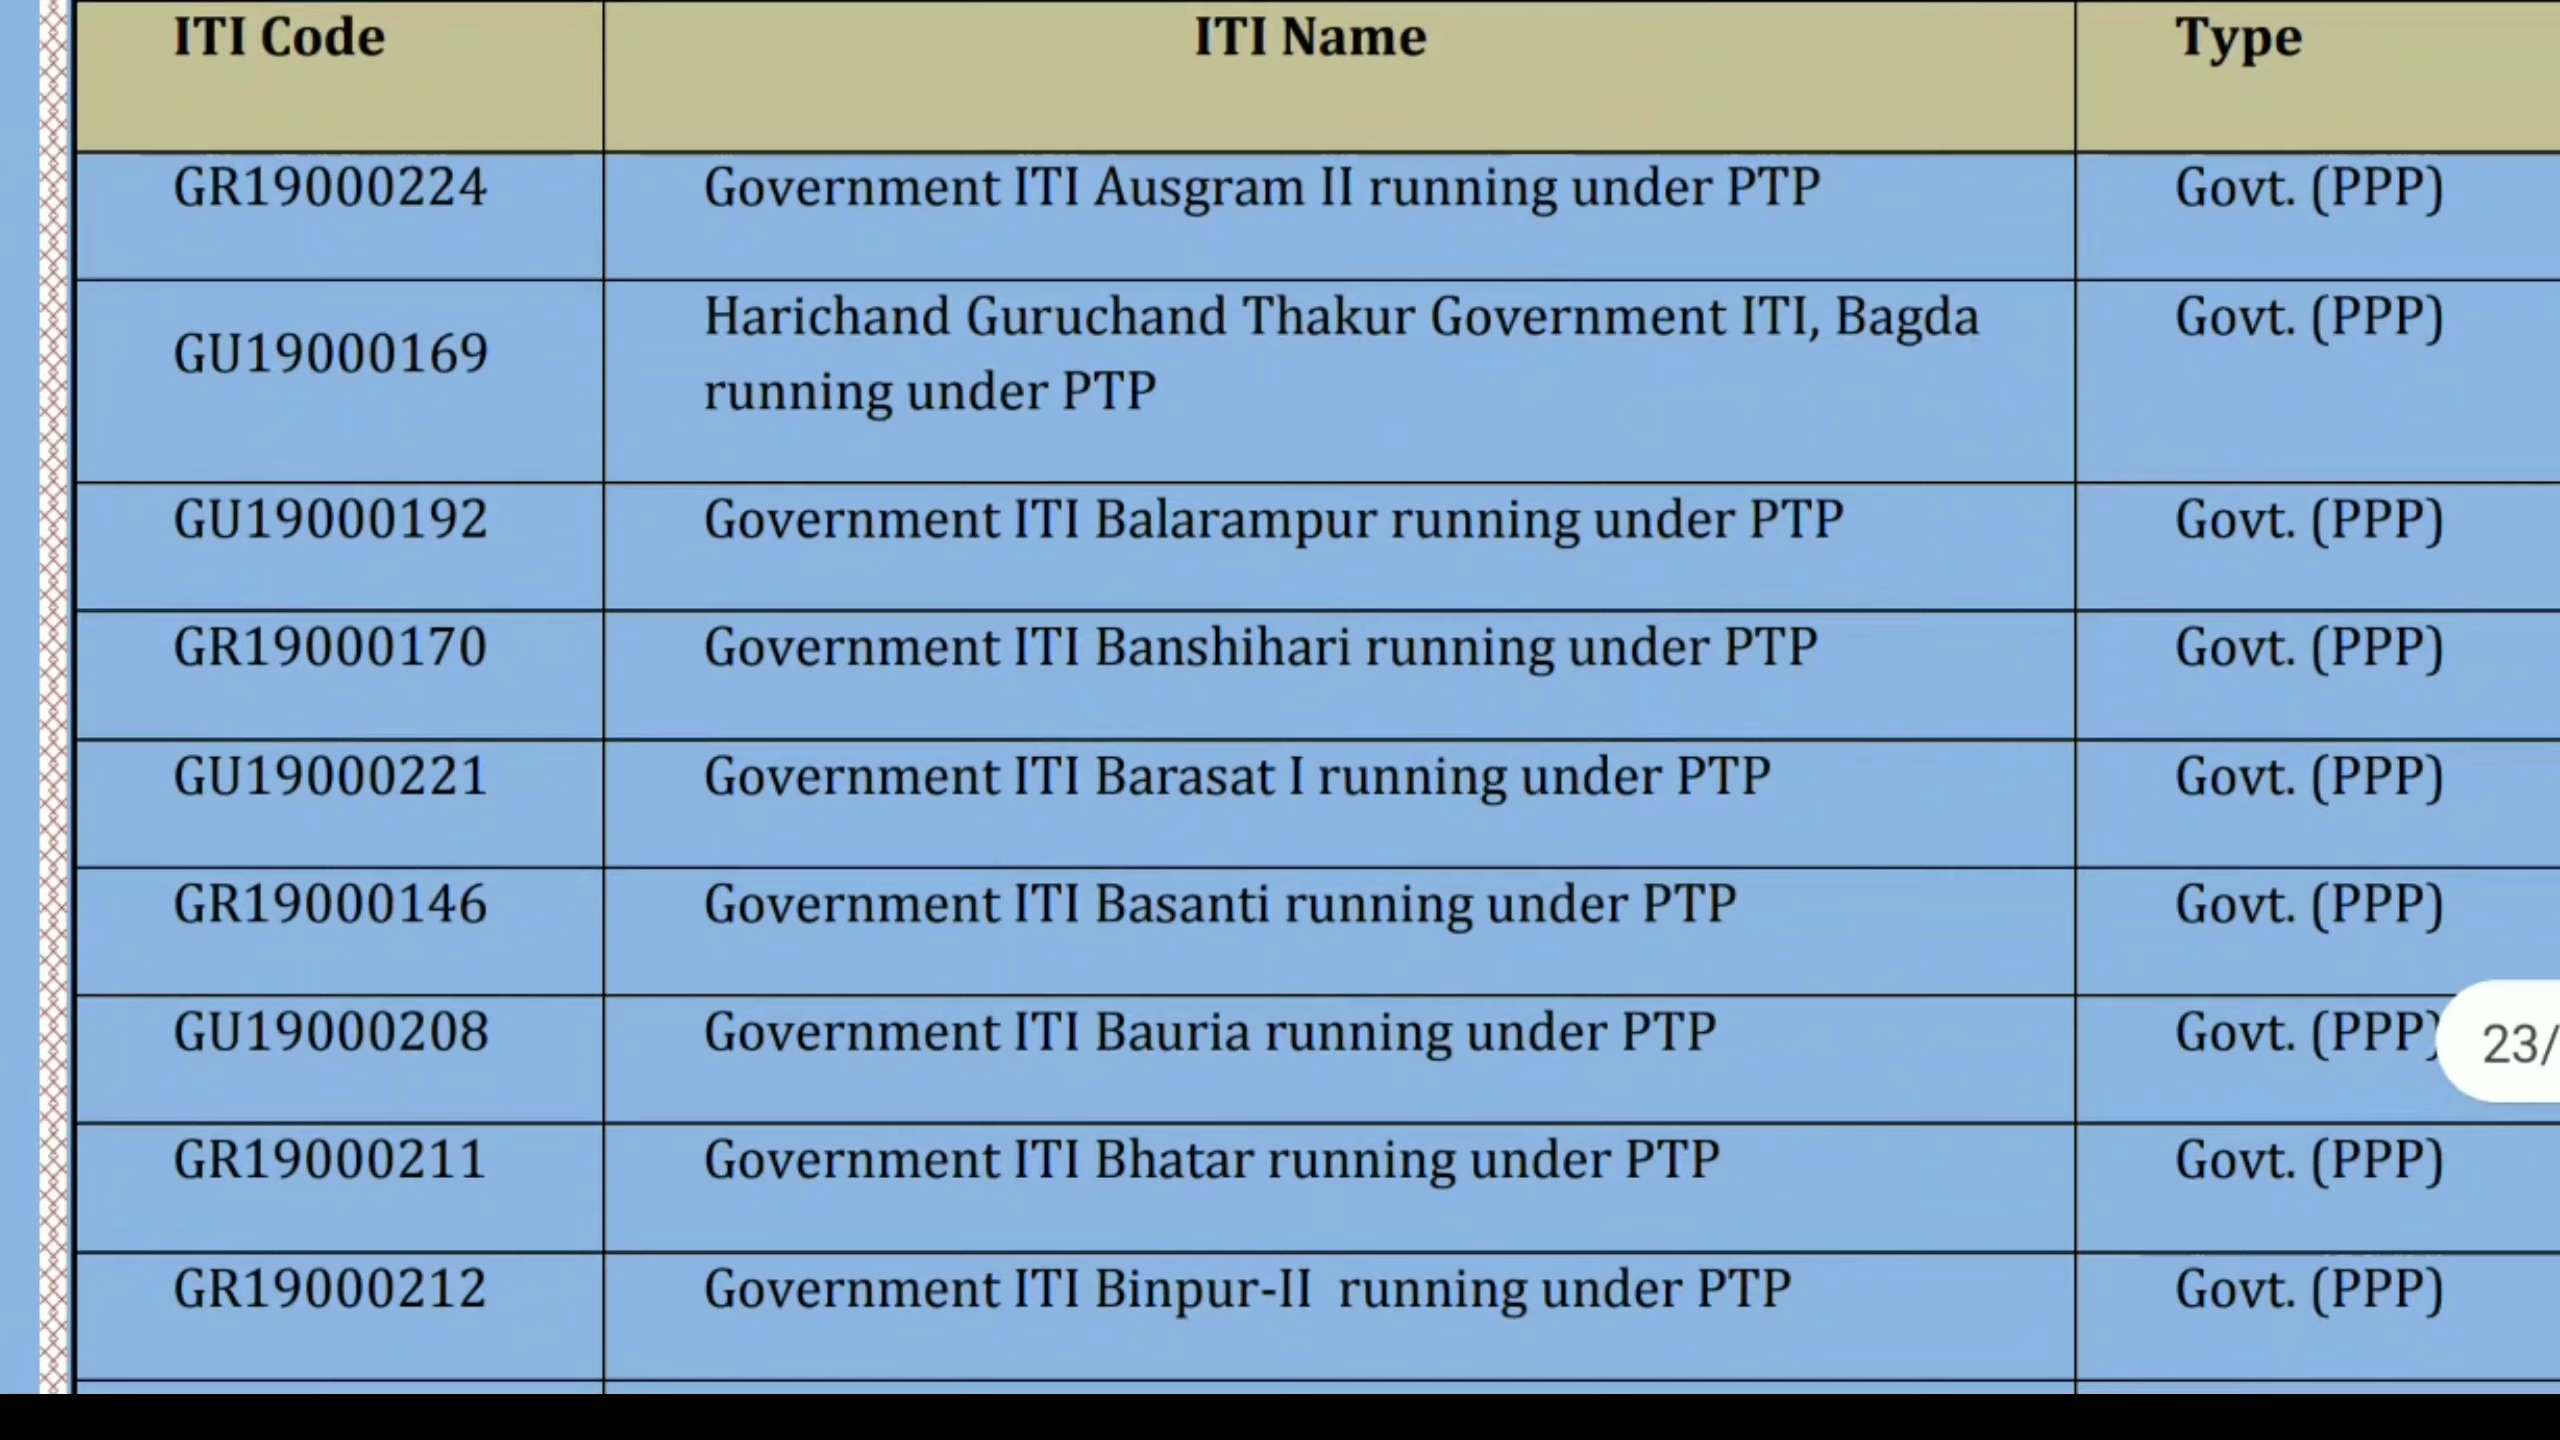 ITI Code ITI Name Type
GR19000224 Government ITI Ausgram II running under PTP Govt. (PPP)
GU19000169 Harichand Guruchand Thakur Government ITI, Bagda Govt. (PPP)
running under PTP
GU19000192 Government ITI Balarampur running under PTP Govt. (PPP)
GR19000170 Government ITI Banshihari running under PTP Govt. (PPP)
GU19000221 Government ITI Barasat I running under PTP Govt. (PPP)
GR19000146 Government ITI Basanti running under PTP Govt. (PPP)
GU19000208 Government ITI Bauria running under PTP Govt. (PPP)
23/
GR19000211 Government ITI Bhatar running under PTP Govt. (PPP)
GR19000212 Government ITI Binpur-II running under PTP Govt. (PPP)